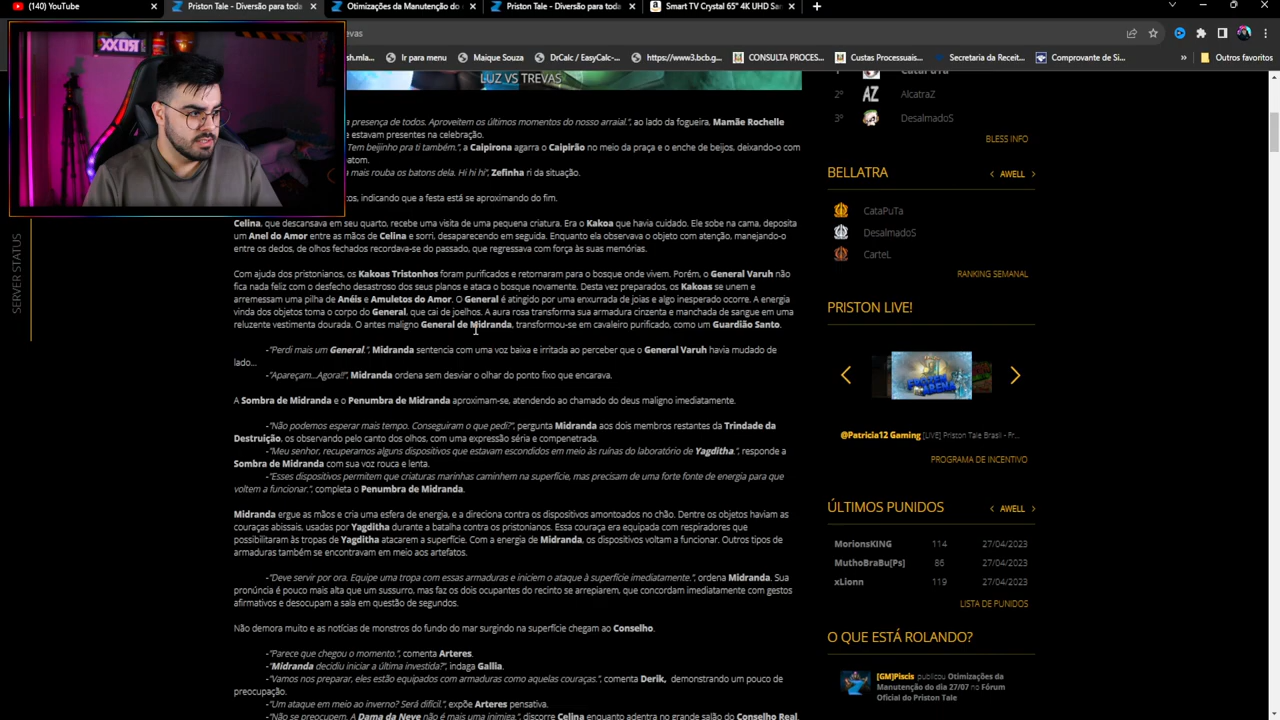 (140) YouTube
Priston Tale - Diversão para toda
Otimizações da Manutenção do
Priston Tale - Diversão para toda
Smart TV Crystal 65" 4K UHD Sa
evas
sh.mla...
Ir para menu
Maique Souza
DrCalc / EasyCalc-...
https://www3.bcb.g...
CONSULTA PROCES...
Custas Processuais...
Secretaria da Receit...
Comprovante de Si...
»
Outros favoritos
LUZ VS TREVAS
presença de todos. Aproveitem os últimos momentos do nosso arraial.", ao lado da fogueira, Mamãe Rochelle
e estavam presentes na celebração.
Tem beijinho pra ti também.", a Caipirona agarra o Caipirão no meio da praça e o enche de beijos, deixando-o com
atom.
mais rouba os batons dela. Hi hi hi", Zefinha ri da situação.
tos, indicando que a festa está se aproximando do fim.
Celina, que descansava em seu quarto, recebe uma visita de uma pequena criatura. Era o Kakoa que havia cuidado. Ele sobe na cama, deposita
um Anel do Amor entre as mãos de Celina e sorri, desaparecendo em seguida. Enquanto ela observava o objeto com atenção, manejando-o
entre os dedos, de olhos fechados recordava-se do passado, que regressava com força às suas memórias.
Com ajuda dos pristonianos, os Kakoas Tristonhos foram purificados e retornaram para o bosque onde vivem. Porém, o General Varuh não
fica nada feliz com o desfecho desastroso dos seus planos e ataca o bosque novamente. Desta vez preparados, os Kakoas se unem e
arremessam uma pilha de Anéis e Amuletos do Amor. O General é atingido por uma enxurrada de joias e algo inesperado ocorre. A energia
vinda dos objetos toma o corpo do General, que cai de joelhos. A aura rosa transforma sua armadura cinzenta e manchada de sangue em uma
reluzente vestimenta dourada. O antes maligno General de Midranda, transformou-se em cavaleiro purificado, como um Guardião Santo.
-"Perdi mais um General.", Midranda sentencia com uma voz baixa e irritada ao perceber que o General Varuh havia mudado de
lado...
-"Apareçam...Agora!!", Midranda ordena sem desviar o olhar do ponto fixo que encarava.
A Sombra de Midranda e o Penumbra de Midranda aproximam-se, atendendo ao chamado do deus maligno imediatamente.
-"Não podemos esperar mais tempo. Conseguiram o que pedi?", pergunta Midranda aos dois membros restantes da Trindade da
Destruição, os observando pelo canto dos olhos, com uma expressão séria e compenetrada.
-"Meu senhor, recuperamos alguns dispositivos que estavam escondidos em meio às ruínas do laboratório de Yagditha.", responde a
Sombra de Midranda com sua voz rouca e lenta.
-"Esses dispositivos permitem que criaturas marinhas caminhem na superfície, mas precisam de uma forte fonte de energia para que
voltem a funcionar.", completa o Penumbra de Midranda.
Midranda ergue as mãos e cria uma esfera de energia, e a direciona contra os dispositivos amontoados no chão. Dentre os objetos haviam as
couraças abissais, usadas por Yagditha durante a batalha contra os pristonianos. Essa couraça era equipada com respiradores que
possibilitaram às tropas de Yagditha atacarem a superfície. Com a energia de Midranda, os dispositivos voltam a funcionar. Outros tipos de
armaduras também se encontravam em meio aos artefatos.
-"Deve servir por ora. Equipe uma tropa com essas armaduras e iniciem o ataque à superfície imediatamente.", ordena Midranda. Sua
pronúncia é pouco mais alta que um sussurro, mas faz os dois ocupantes do recinto se arrepiarem, que concordam imediatamente com gestos
afirmativos e desocupam a sala em questão de segundos.
Não demora muito e as notícias de monstros do fundo do mar surgindo na superfície chegam ao Conselho.
-"Parece que chegou o momento.", comenta Arteres.
-"Midranda decidiu iniciar a última investida?", indaga Gallia.
-"Vamos nos preparar, eles estão equipados com armaduras como aquelas couraças.", comenta Derik, demonstrando um pouco de
preocupação.
-"Um ataque em meio ao inverno? Será difícil.", expõe Arteres pensativa.
-"Não se preocupem. A Dama da Neve não é mais uma inimiga.", discorre Celina enquanto adentra no grande salão do Conselho Real.
SERVER STATUS
1º CataPuTa
2º AZ AlcatraZ
3º DesalmadoS
BLESS INFO
BELLATRA
AWELL
CataPuTa
DesalmadoS
CarteL
RANKING SEMANAL
PRISTON LIVE!
@Patricia12 Gaming [LIVE] Priston Tale Brasil - Fr...
PROGRAMA DE INCENTIVO
ÚLTIMOS PUNIDOS
AWELL
MorionsKING 114 27/04/2023
MuthoBraBu[Ps] 86 27/04/2023
xLionn 119 27/04/2023
LISTA DE PUNIDOS
O QUE ESTÁ ROLANDO?
[GM]Piscis publicou Otimizações da
Manutenção do dia 27/07 no Fórum
Oficial do Priston Tale